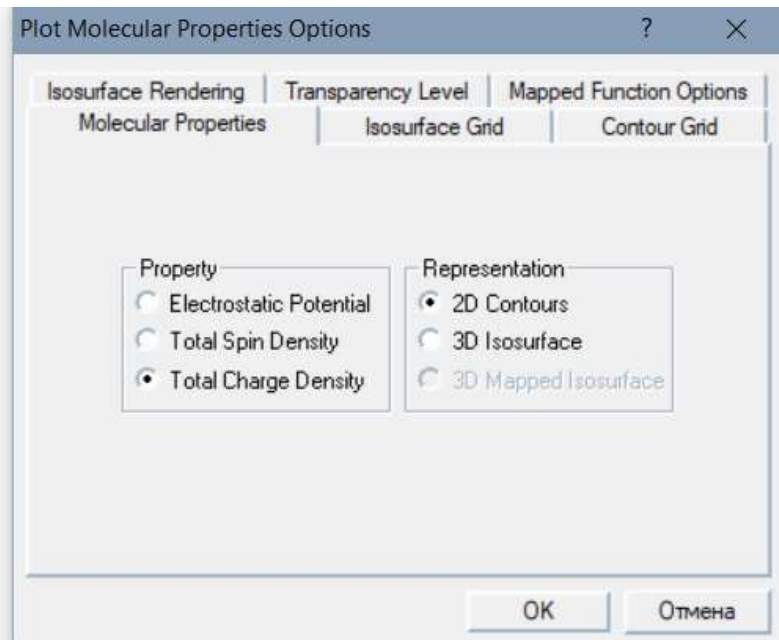 Plot Molecular Properties Options ? ✕
Isosurface Rendering Transparency Level Mapped Function Options
Molecular Properties Isosurface Grid Contour Grid
Property
Electrostatic Potential
Total Spin Density
Total Charge Density
Representation
2D Contours
3D Isosurface
3D Mapped Isosurface
OK Отмена